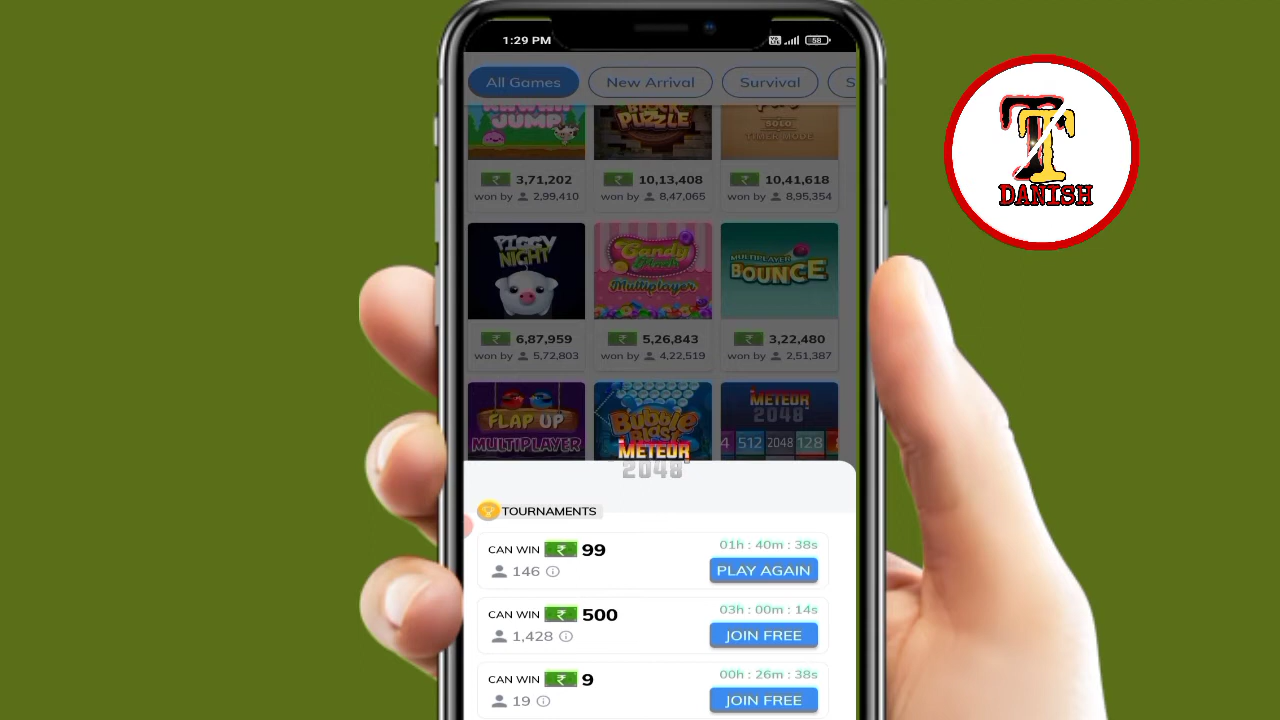 1:29 PM
58
All Games
New Arrival
Survival
S
JUMP
BLOCK
PUZZLE
SOLO
TIMER MODE
₹ 3,71,202
₹ 10,13,408
₹ 10,41,618
won by 2,99,410
won by 8,47,065
won by 8,95,354
PIGGY
NIGHT
Candy
Multiplayer
MULTIPLAYER
BOUNCE
₹ 6,87,959
₹ 5,26,843
₹ 3,22,480
won by 5,72,803
won by 4,22,519
won by 2,51,387
FLAP UP
MULTIPLAYER
Bubble
Blast
METEOR
2048
4 512 2048 128
METEOR
2048
TOURNAMENTS
CAN WIN ₹ 99
01h : 40m : 38s
146
PLAY AGAIN
CAN WIN ₹ 500
03h : 00m : 14s
1,428
JOIN FREE
CAN WIN ₹ 9
00h : 26m : 38s
19
JOIN FREE
TT
DANISH